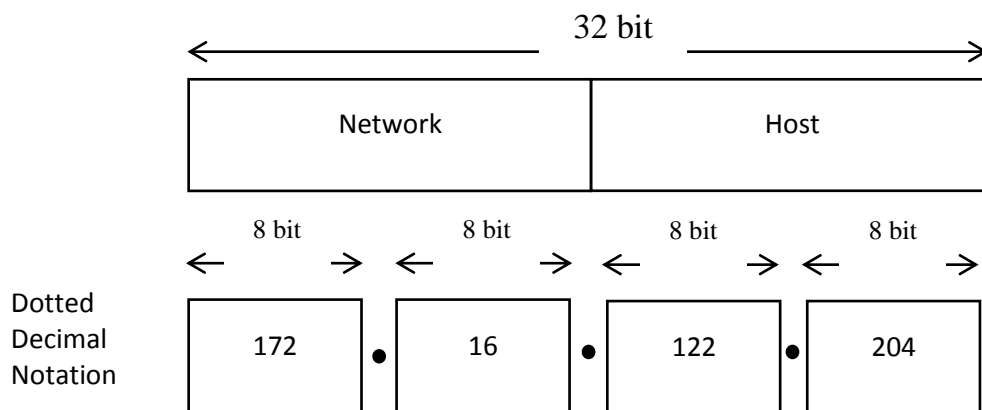 32 bit
Network Host
8 bit 8 bit 8 bit 8 bit
Dotted
Decimal
Notation
172 . 16 . 122 . 204